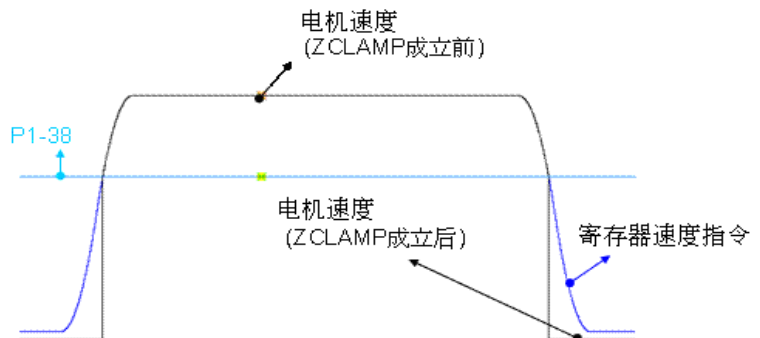 电机速度
(ZCLAMP成立前)
P1-38
电机速度
(ZCLAMP成立后)
寄存器速度指令